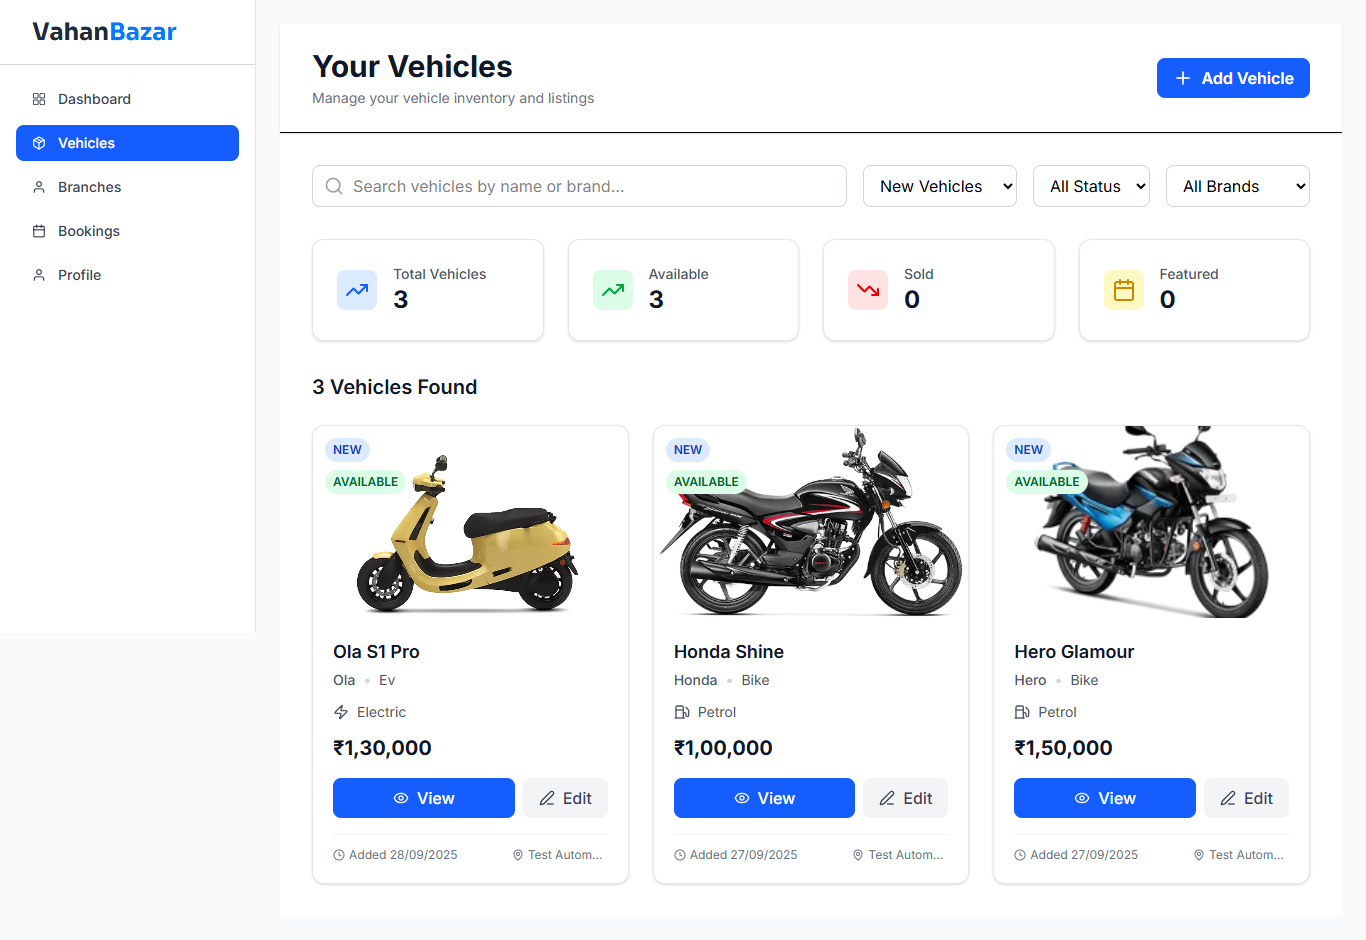 VahanBazar
Dashboard
Vehicles
Branches
Bookings
Profile
Your Vehicles
Manage your vehicle inventory and listings
Add Vehicle
Search vehicles by name or brand...
New Vehicles
All Status
All Brands
Total Vehicles
3
Available
3
Sold
0
Featured
0
3 Vehicles Found
NEW
AVAILABLE
Ola S1 Pro
Ola • Ev
Electric
₹1,30,000
View
Edit
Added 28/09/2025
Test Autom...
NEW
AVAILABLE
Honda Shine
Honda • Bike
Petrol
₹1,00,000
View
Edit
Added 27/09/2025
Test Autom...
NEW
AVAILABLE
Hero Glamour
Hero • Bike
Petrol
₹1,50,000
View
Edit
Added 27/09/2025
Test Autom...